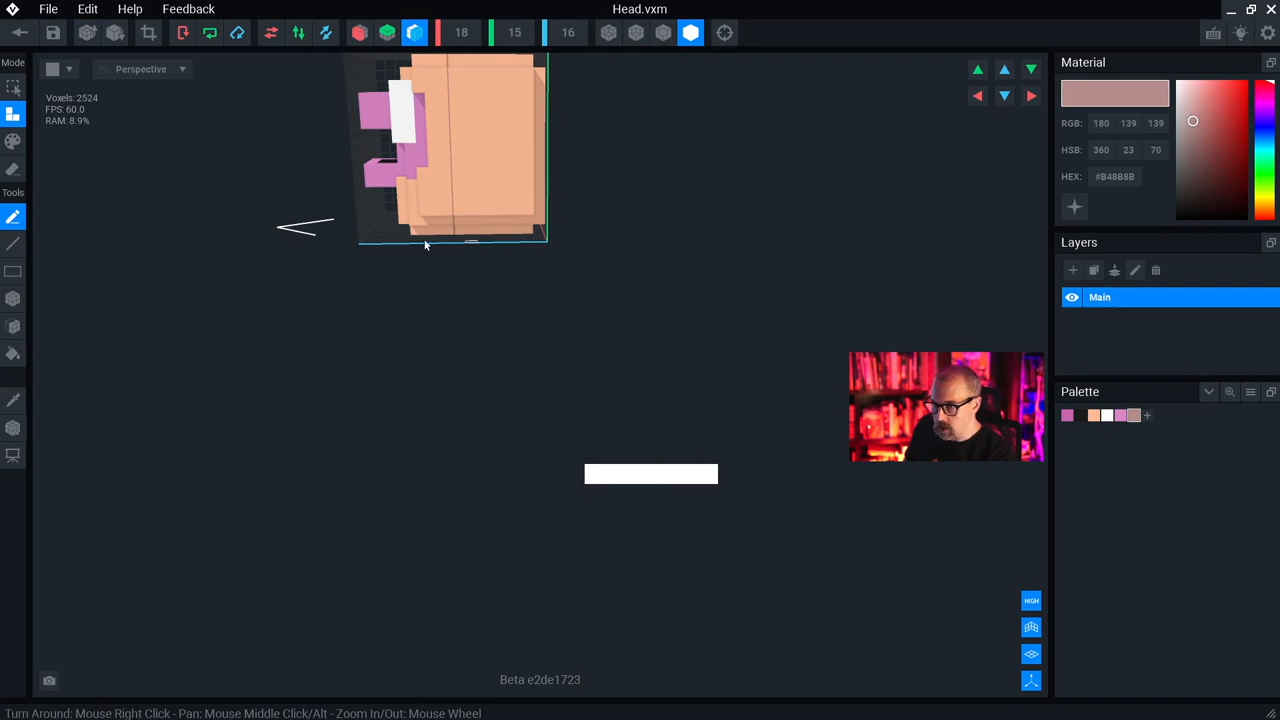 File Edit Help Feedback Head.vxm
18 15 16
Mode
Tools
Perspective
Voxels: 2524
FPS: 60.0
RAM: 8.9%
Material
RGB: 180 139 139
HSB: 360 23 70
HEX: #B48B8B
Layers
Main
Palette
HIGH
Beta e2de1723
Turn Around: Mouse Right Click - Pan: Mouse Middle Click/Alt - Zoom In/Out: Mouse Wheel